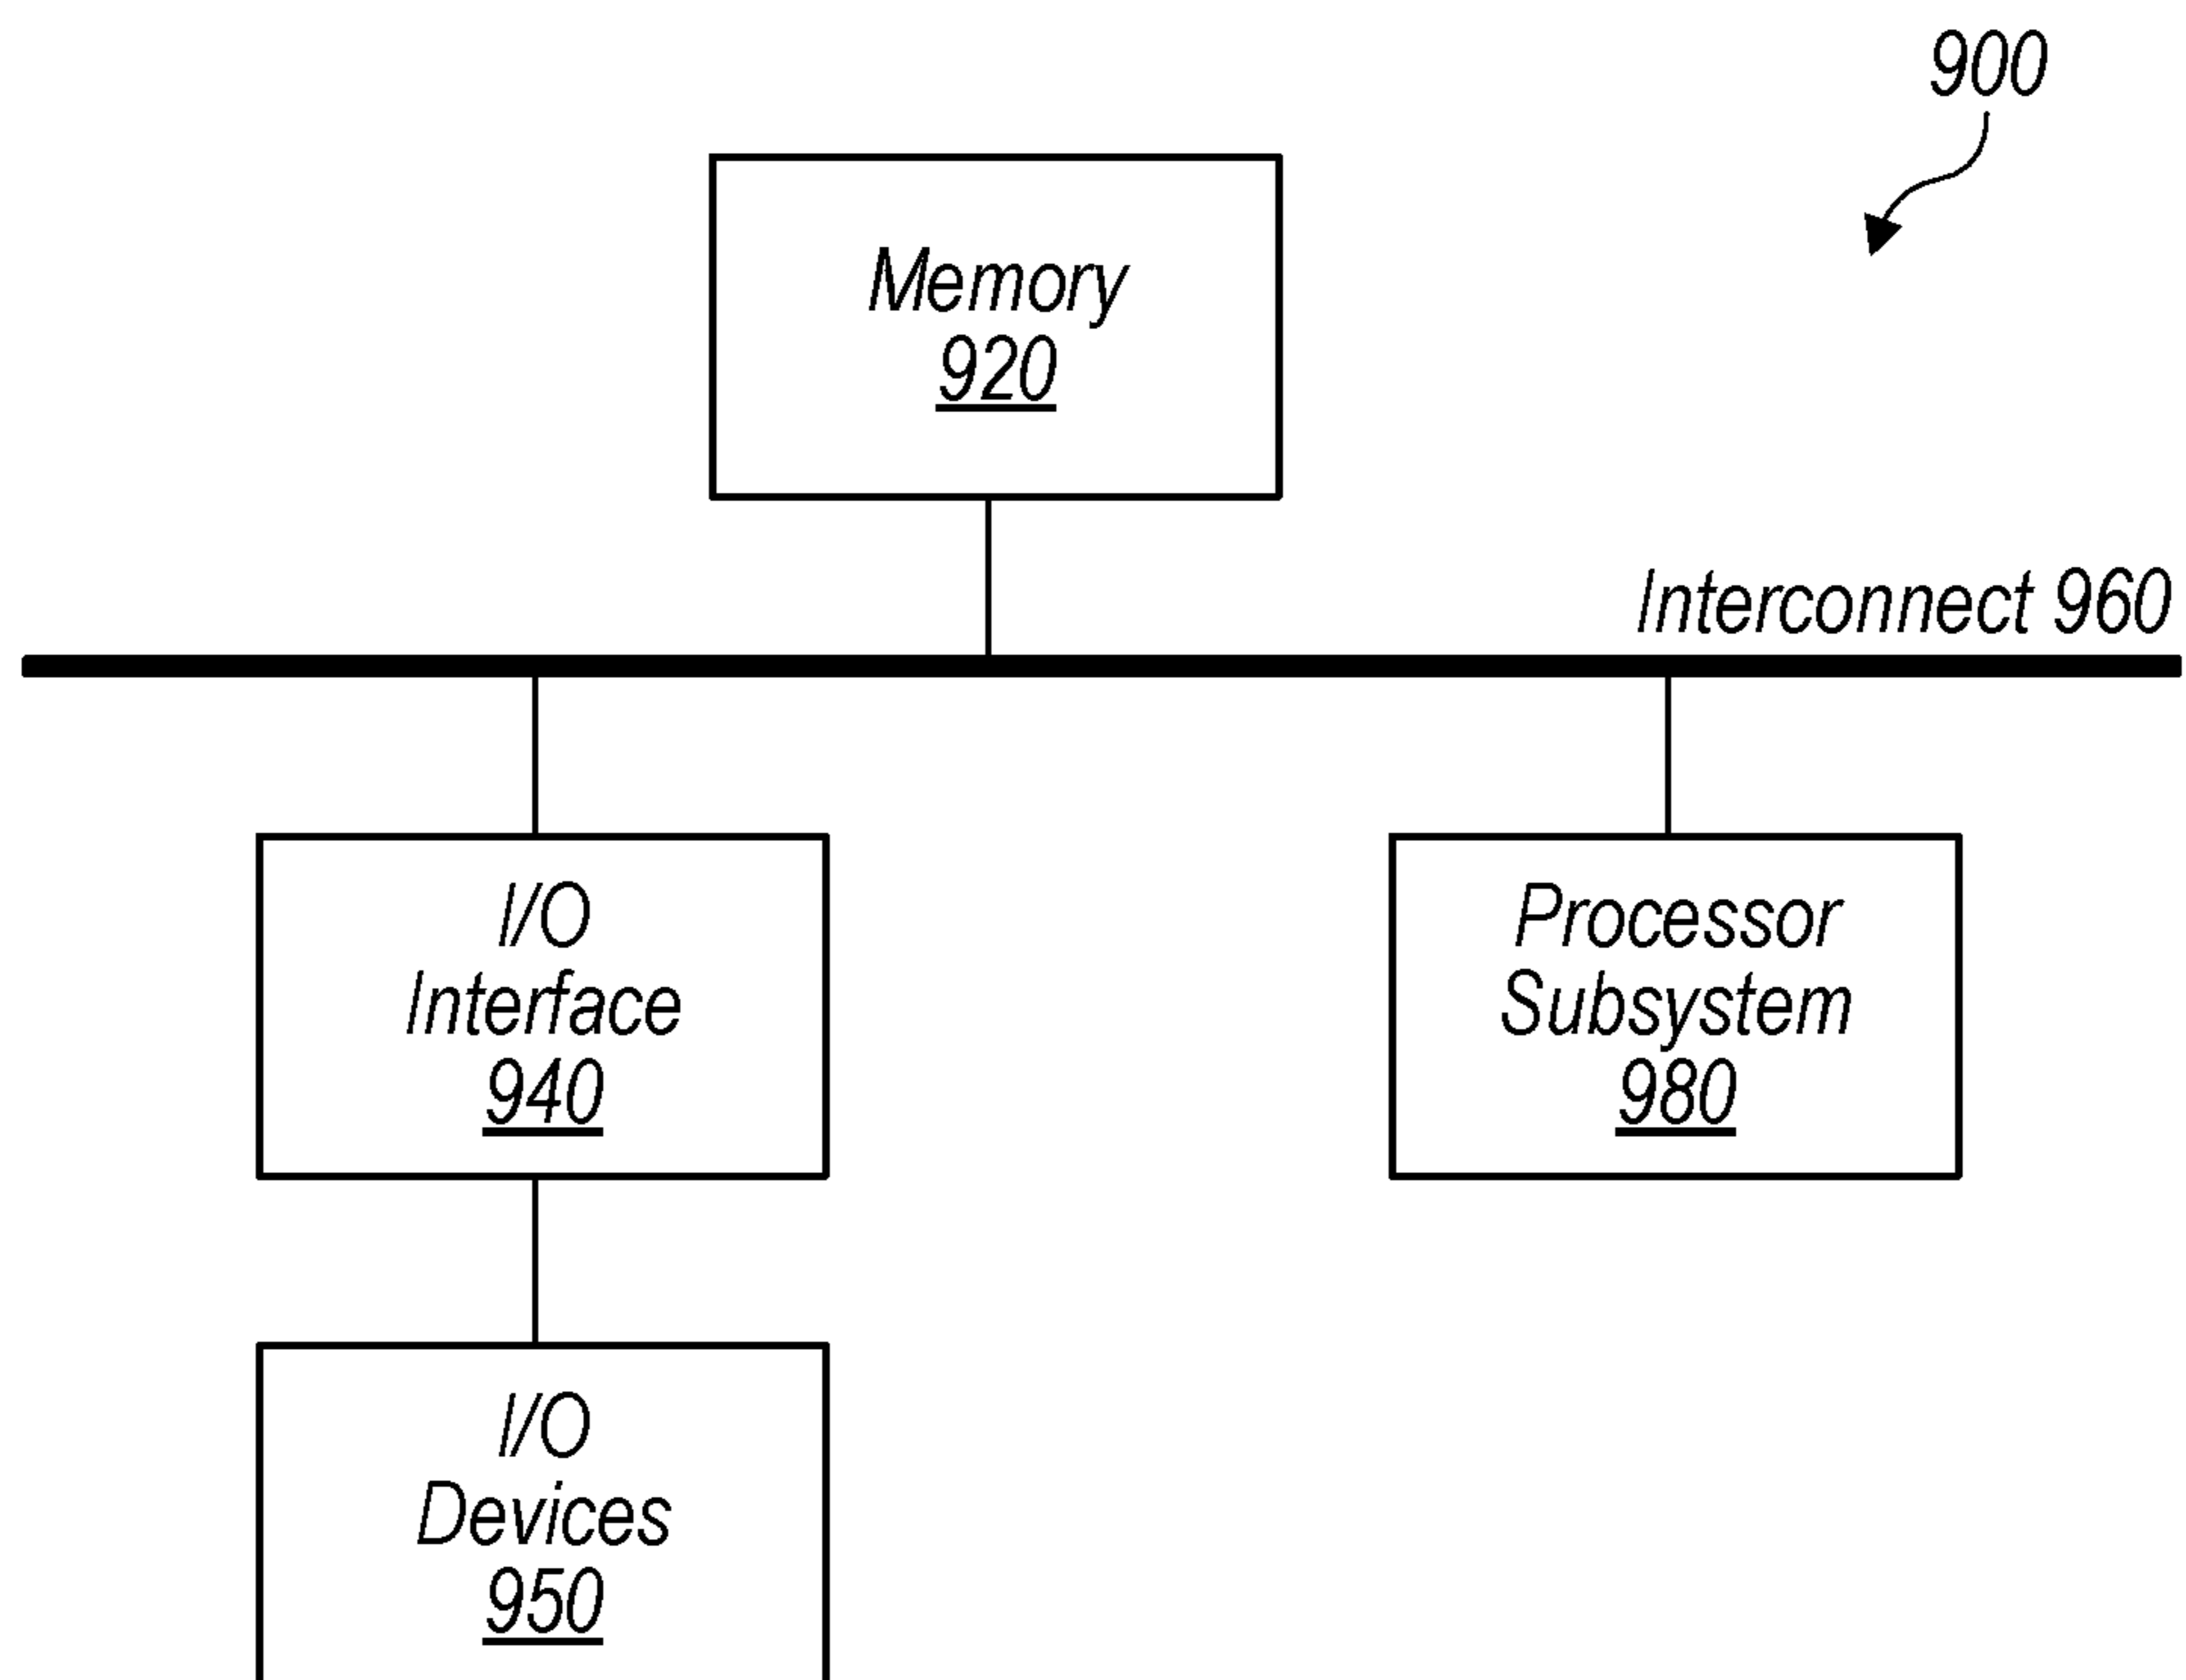 900
Memory
920
Interconnect 960
I/O
Interface
940
Processor
Subsystem
980
I/O
Devices
950